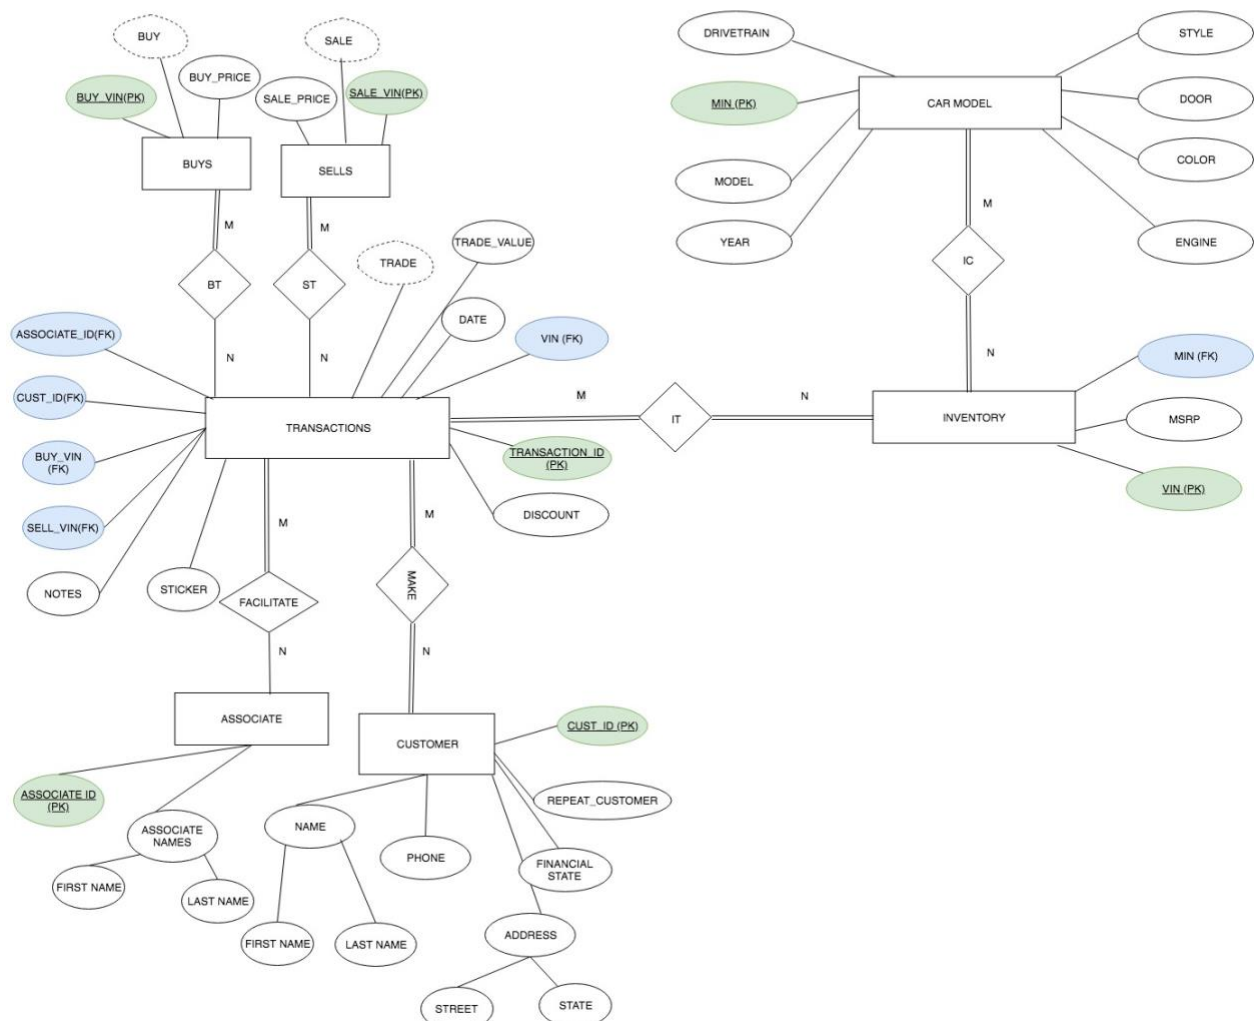 BUY
SALE
BUY_PRICE
BUY_VIN(PK)
SALE_PRICE
SALE_VIN(PK)
BUYS
SELLS
M
M
BT
ST
N
N
TRADE
TRADE_VALUE
DATE
VIN (FK)
ASSOCIATE_ID(FK)
CUST_ID(FK)
BUY_VIN
(FK)
SELL_VIN(FK)
NOTES
STICKER
TRANSACTIONS
TRANSACTION_ID
(PK)
DISCOUNT
M
IT
N
DRIVETRAIN
MIN (PK)
MODEL
YEAR
CAR MODEL
STYLE
DOOR
COLOR
ENGINE
M
IC
N
INVENTORY
MIN (FK)
MSRP
VIN (PK)
M
FACILITATE
N
M
MAKE
N
ASSOCIATE
ASSOCIATE ID
(PK)
ASSOCIATE
NAMES
FIRST NAME
LAST NAME
CUSTOMER
CUST_ID (PK)
REPEAT_CUSTOMER
FINANCIAL
STATE
NAME
PHONE
FIRST NAME
LAST NAME
ADDRESS
STREET
STATE